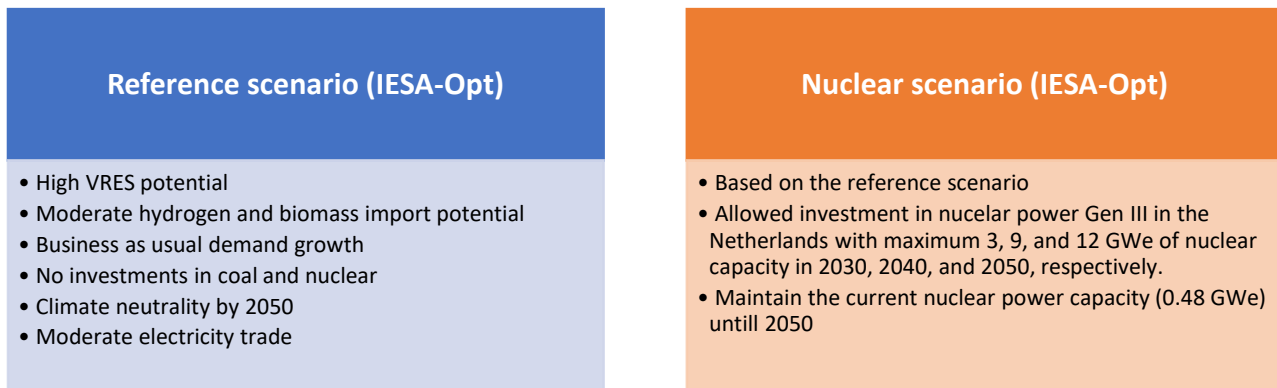 Reference scenario (IESA-Opt)
• High VRES potential
• Moderate hydrogen and biomass import potential
• Business as usual demand growth
• No investments in coal and nuclear
• Climate neutrality by 2050
• Moderate electricity trade
Nuclear scenario (IESA-Opt)
• Based on the reference scenario
• Allowed investment in nucelar power Gen III in the
Netherlands with maximum 3, 9, and 12 GWe of nuclear
capacity in 2030, 2040, and 2050, respectively.
• Maintain the current nuclear power capacity (0.48 GWe)
untill 2050